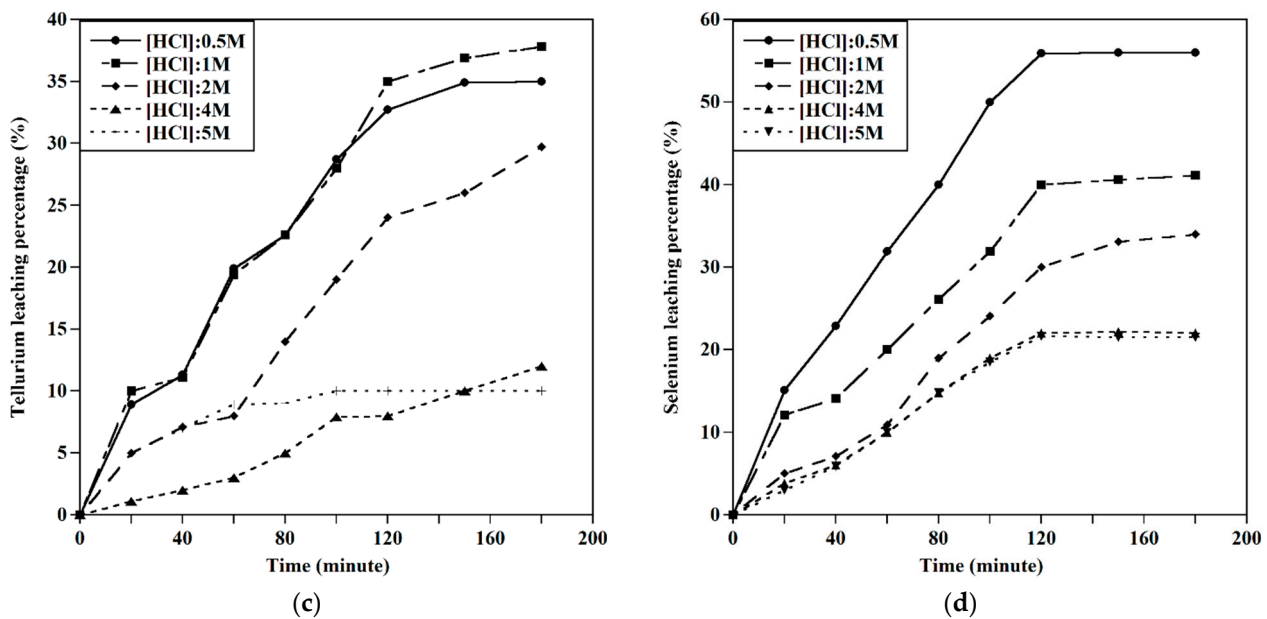 40
35
30
25
20
15
10
5
0
Tellurium leaching percentage (%)
[HCl]:0.5M
[HCl]:1M
[HCl]:2M
[HCl]:4M
[HCl]:5M
0 40 80 120 160 200
Time (minute)
(c)
60
50
40
30
20
10
0
Selenium leaching percentage (%)
[HCl]:0.5M
[HCl]:1M
[HCl]:2M
[HCl]:4M
[HCl]:5M
0 40 80 120 160 200
Time (minute)
(d)